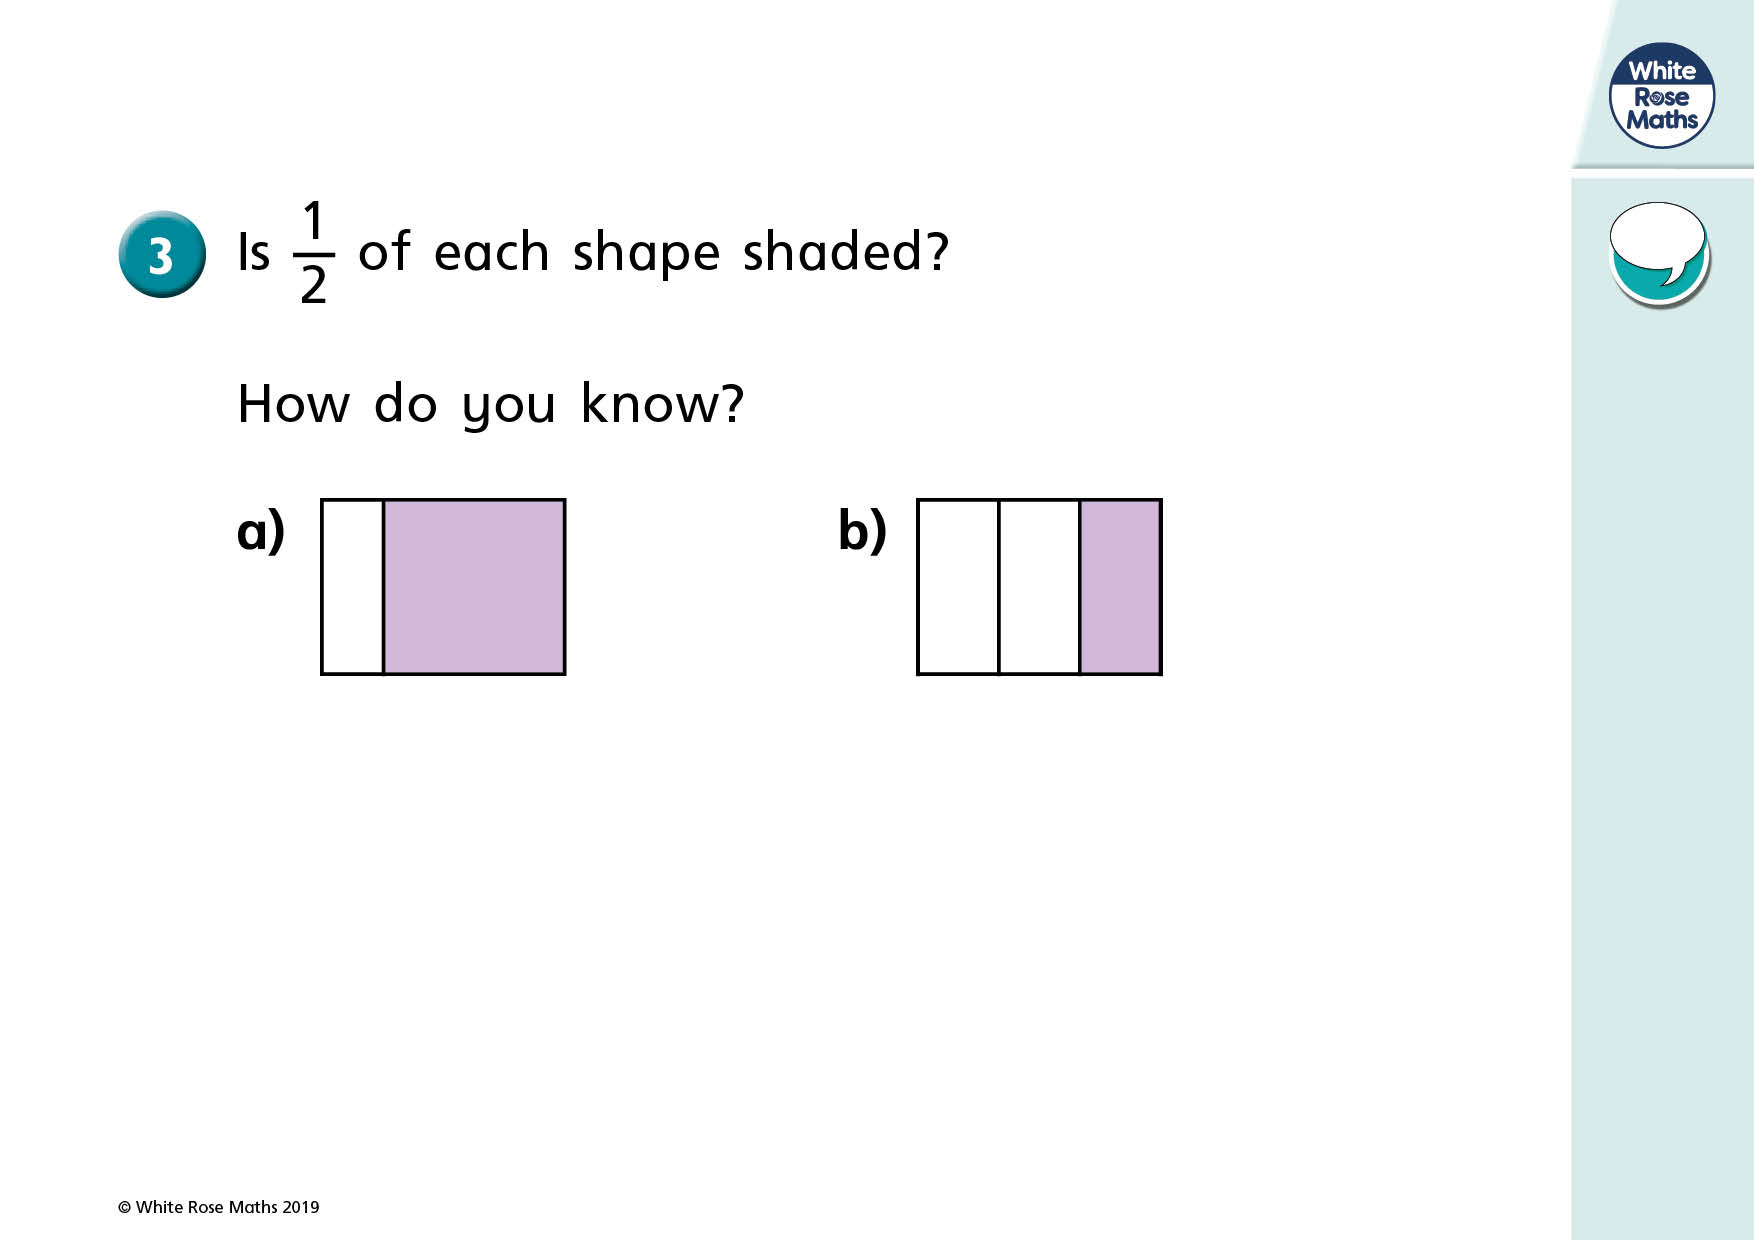 White
Rose
Maths
3 Is 1/2 of each shape shaded?
How do you know?
a) b)
© White Rose Maths 2019